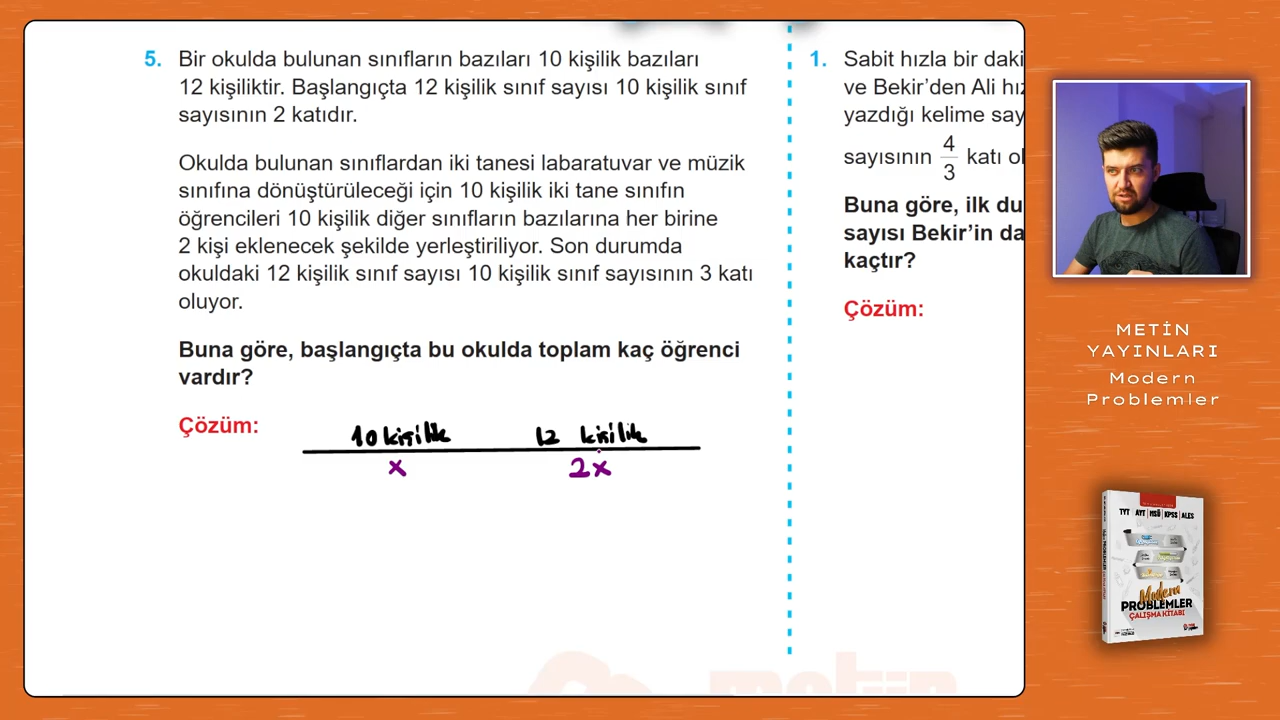 5. Bir okulda bulunan sınıfların bazıları 10 kişilik bazıları
12 kişiliktir. Başlangıçta 12 kişilik sınıf sayısı 10 kişilik sınıf
sayısının 2 katıdır.
Okulda bulunan sınıflardan iki tanesi labaratuvar ve müzik
sınıfına dönüştürüleceği için 10 kişilik iki tane sınıfın
öğrencileri 10 kişilik diğer sınıfların bazılarına her birine
2 kişi eklenecek şekilde yerleştiriliyor. Son durumda
okuldaki 12 kişilik sınıf sayısı 10 kişilik sınıf sayısının 3 katı
oluyor.
Buna göre, başlangıçta bu okulda toplam kaç öğrenci
vardır?
Çözüm:
10 kişilik 12 kişilik
x 2x
1. Sabit hızla bir daki
ve Bekir'den Ali hız
yazdığı kelime say
sayısının 4/3 katı ol
Buna göre, ilk du
sayısı Bekir'in da
kaçtır?
Çözüm:
METİN
YAYINLARI
Modern
Problemler
TYT | AYT | MSÜ | KPSS | ALES
Modern
PROBLEMLER
ÇALIŞMA KİTABI
metin